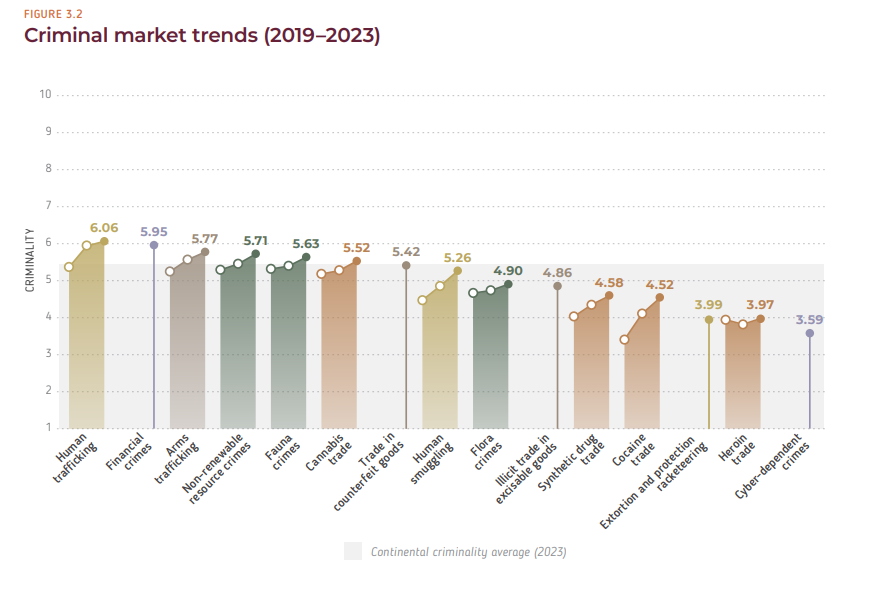 FIGURE 3.2
Criminal market trends (2019–2023)
10
9
8
7
6
5
4
3
2
1
CRIMINALITY
6.06
5.95
5.77
5.71
5.63
5.52
5.42
5.26
4.90
4.86
4.58
4.52
3.99
3.97
3.59
Human
trafficking
Financial
crimes
Arms
trafficking
Non-renewable
resource crimes
Fauna
crimes
Cannabis
trade
Trade in
counterfeit goods
Human
smuggling
Flora
crimes
Illicit trade in
excisable goods
Synthetic drug
trade
Cocaine
trade
Extortion and protection
racketeering
Heroin
trade
Cyber-dependent
crimes
Continental criminality average (2023)